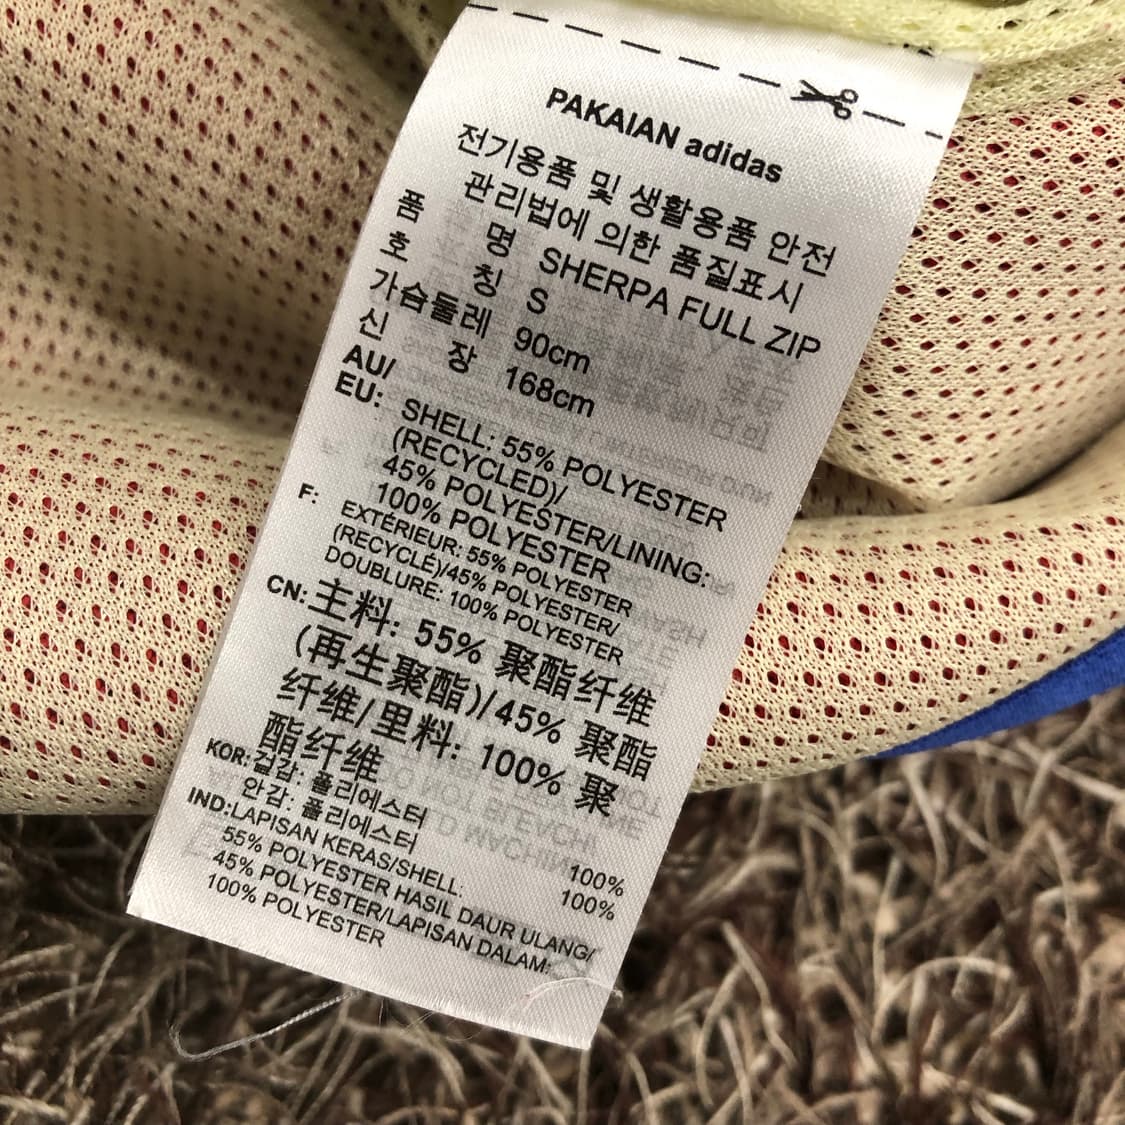 PAKAIAN adidas
전기용품 및 생활용품 안전
관리법에 의한 품질표시
품 명 SHERPA FULL ZIP
호 칭 S
가슴둘레 90cm
신 장 168cm
AU/
EU: SHELL: 55% POLYESTER
(RECYCLED)/
45% POLYESTER/LINING:
100% POLYESTER
F: EXTÉRIEUR: 55% POLYESTER
(RECYCLÉ)/45% POLYESTER/
DOUBLURE: 100% POLYESTER
CN: 主料: 55% 聚酯纤维
(再生聚酯)/45% 聚酯
纤维/里料: 100% 聚
酯纤维
KOR: 겉감: 폴리에스터 100%
안감: 폴리에스터 100%
IND: LAPISAN KERAS/SHELL:
55% POLYESTER HASIL DAUR ULANG/
45% POLYESTER/LAPISAN DALAM:
100% POLYESTER